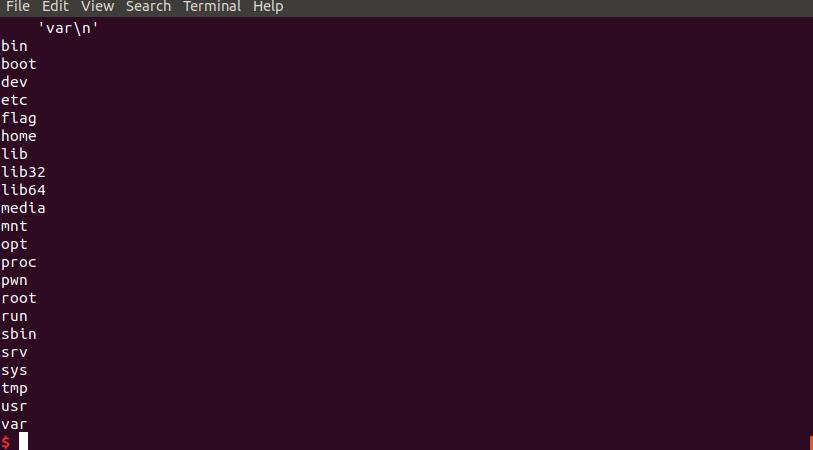 File Edit View Search Terminal Help
'var\n'
bin
boot
dev
etc
flag
home
lib
lib32
lib64
media
mnt
opt
proc
pwn
root
run
sbin
srv
sys
tmp
usr
var
$